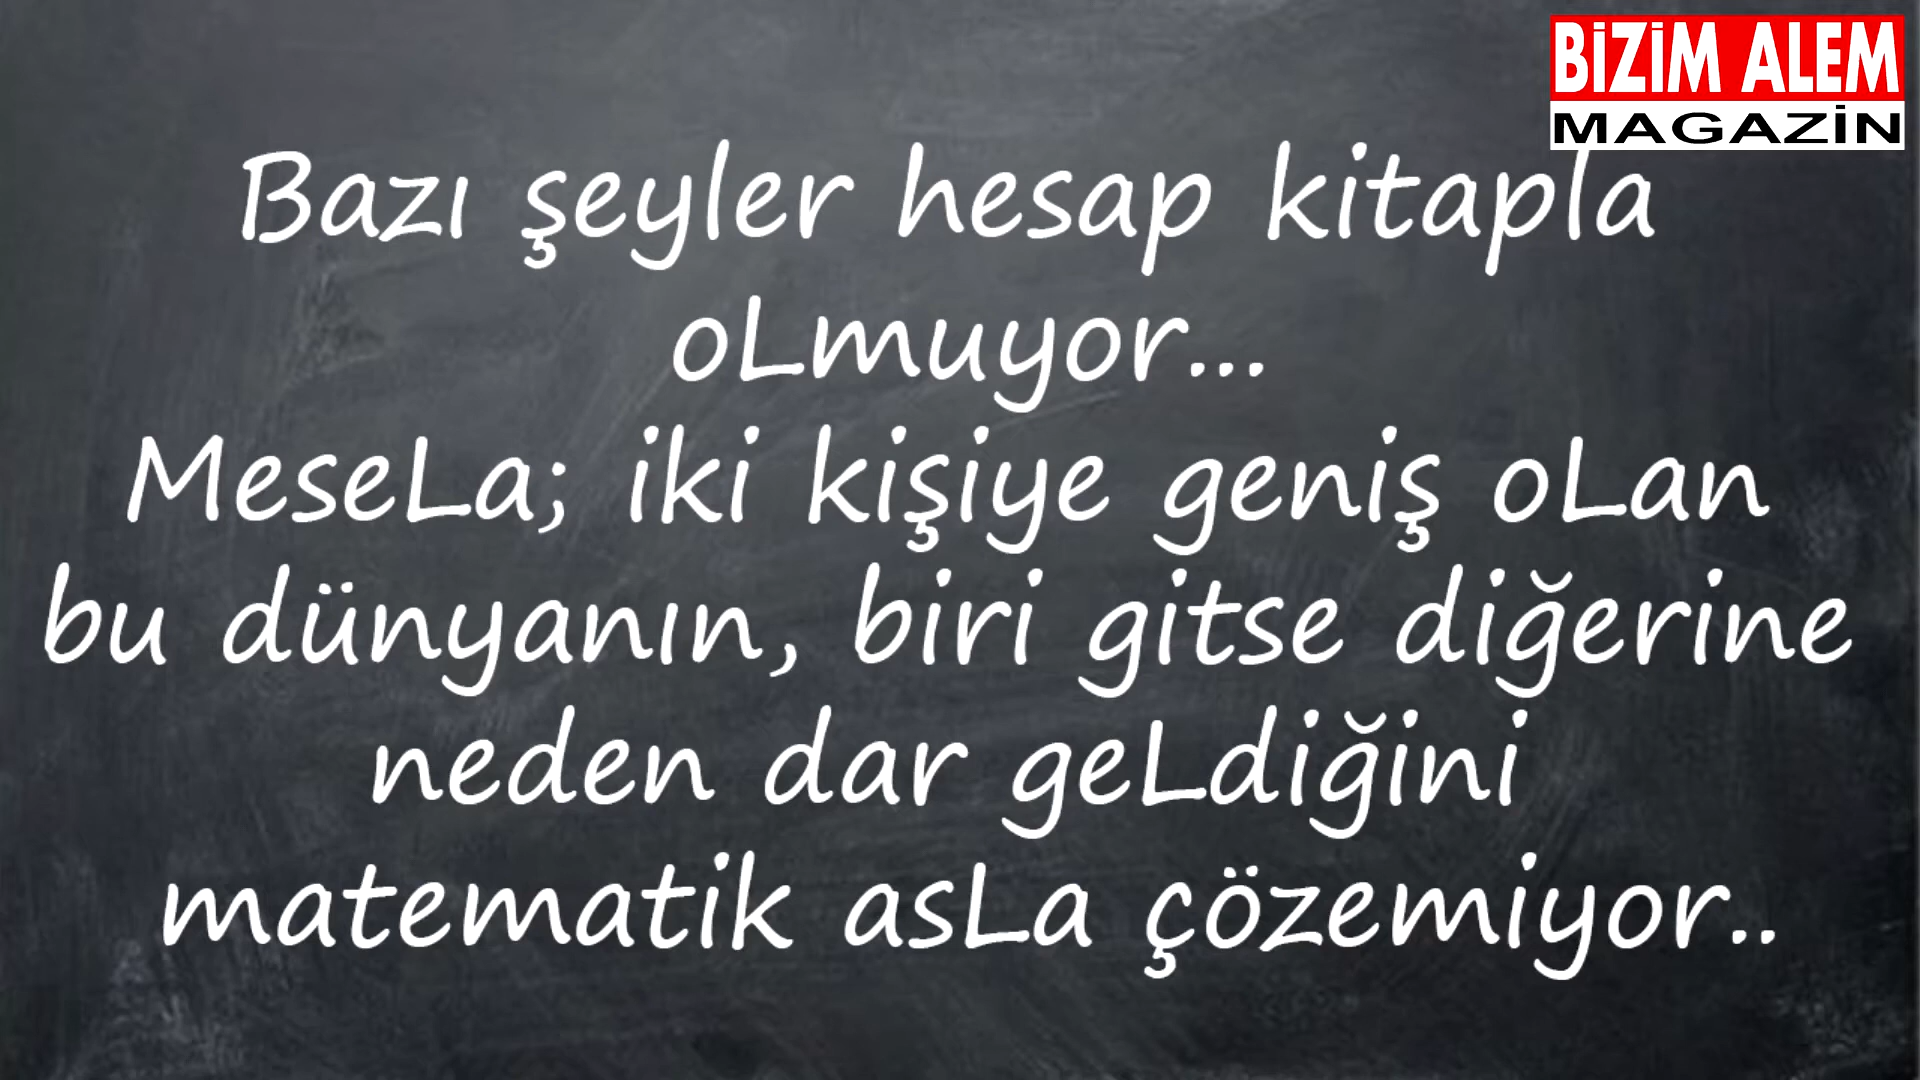 BİZİM ALEM
MAGAZİN
Bazı şeyler hesap kitapla
oLmuyor...
MeseLa; iki kişiye geniş oLan
bu dünyanın, biri gitse diğerine
neden dar geLdiğini
matematik asLa çözemiyor..